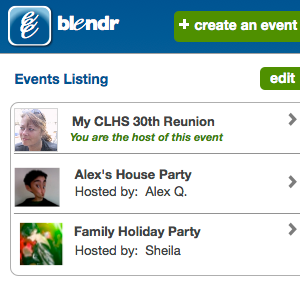 blendr
+ create an event
Events Listing
edit
My CLHS 30th Reunion
You are the host of this event
Alex's House Party
Hosted by: Alex Q.
Family Holiday Party
Hosted by: Sheila